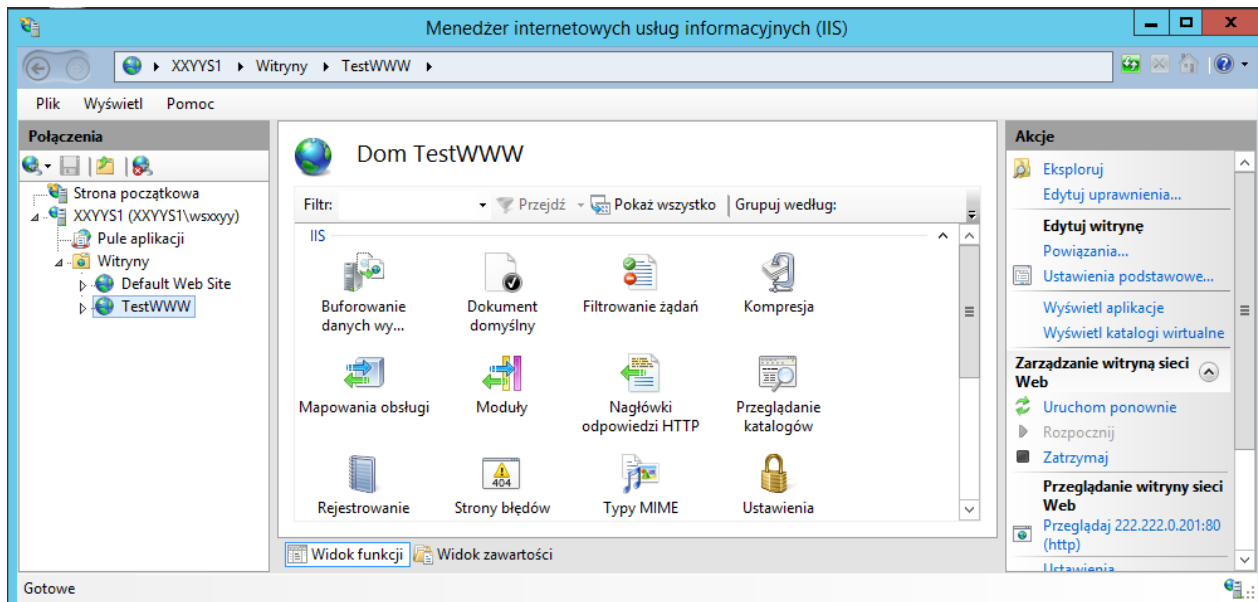 Menedżer internetowych usług informacyjnych (IIS)
XXYYS1 Witryny TestWWW
Plik Wyświetl Pomoc
Połączenia
Strona początkowa
XXYYS1 (XXYYS1\wsxxyy)
Pule aplikacji
Witryny
Default Web Site
TestWWW
Dom TestWWW
Filtr: Przejdź Pokaż wszystko Grupuj według:
IIS
Buforowanie
danych wy...
Dokument
domyślny
Filtrowanie żądań
Kompresja
Mapowania obsługi
Moduły
Nagłówki
odpowiedzi HTTP
Przeglądanie
katalogów
Rejestrowanie
404
Strony błędów
Typy MIME
Ustawienia
Widok funkcji Widok zawartości
Akcje
Eksploruj
Edytuj uprawnienia...
Edytuj witrynę
Powiązania...
Ustawienia podstawowe...
Wyświetl aplikacje
Wyświetl katalogi wirtualne
Zarządzanie witryną sieci
Web
Uruchom ponownie
Rozpocznij
Zatrzymaj
Przeglądanie witryny sieci
Web
Przeglądaj 222.222.0.201:80
(http)
Ustawienia
Gotowe